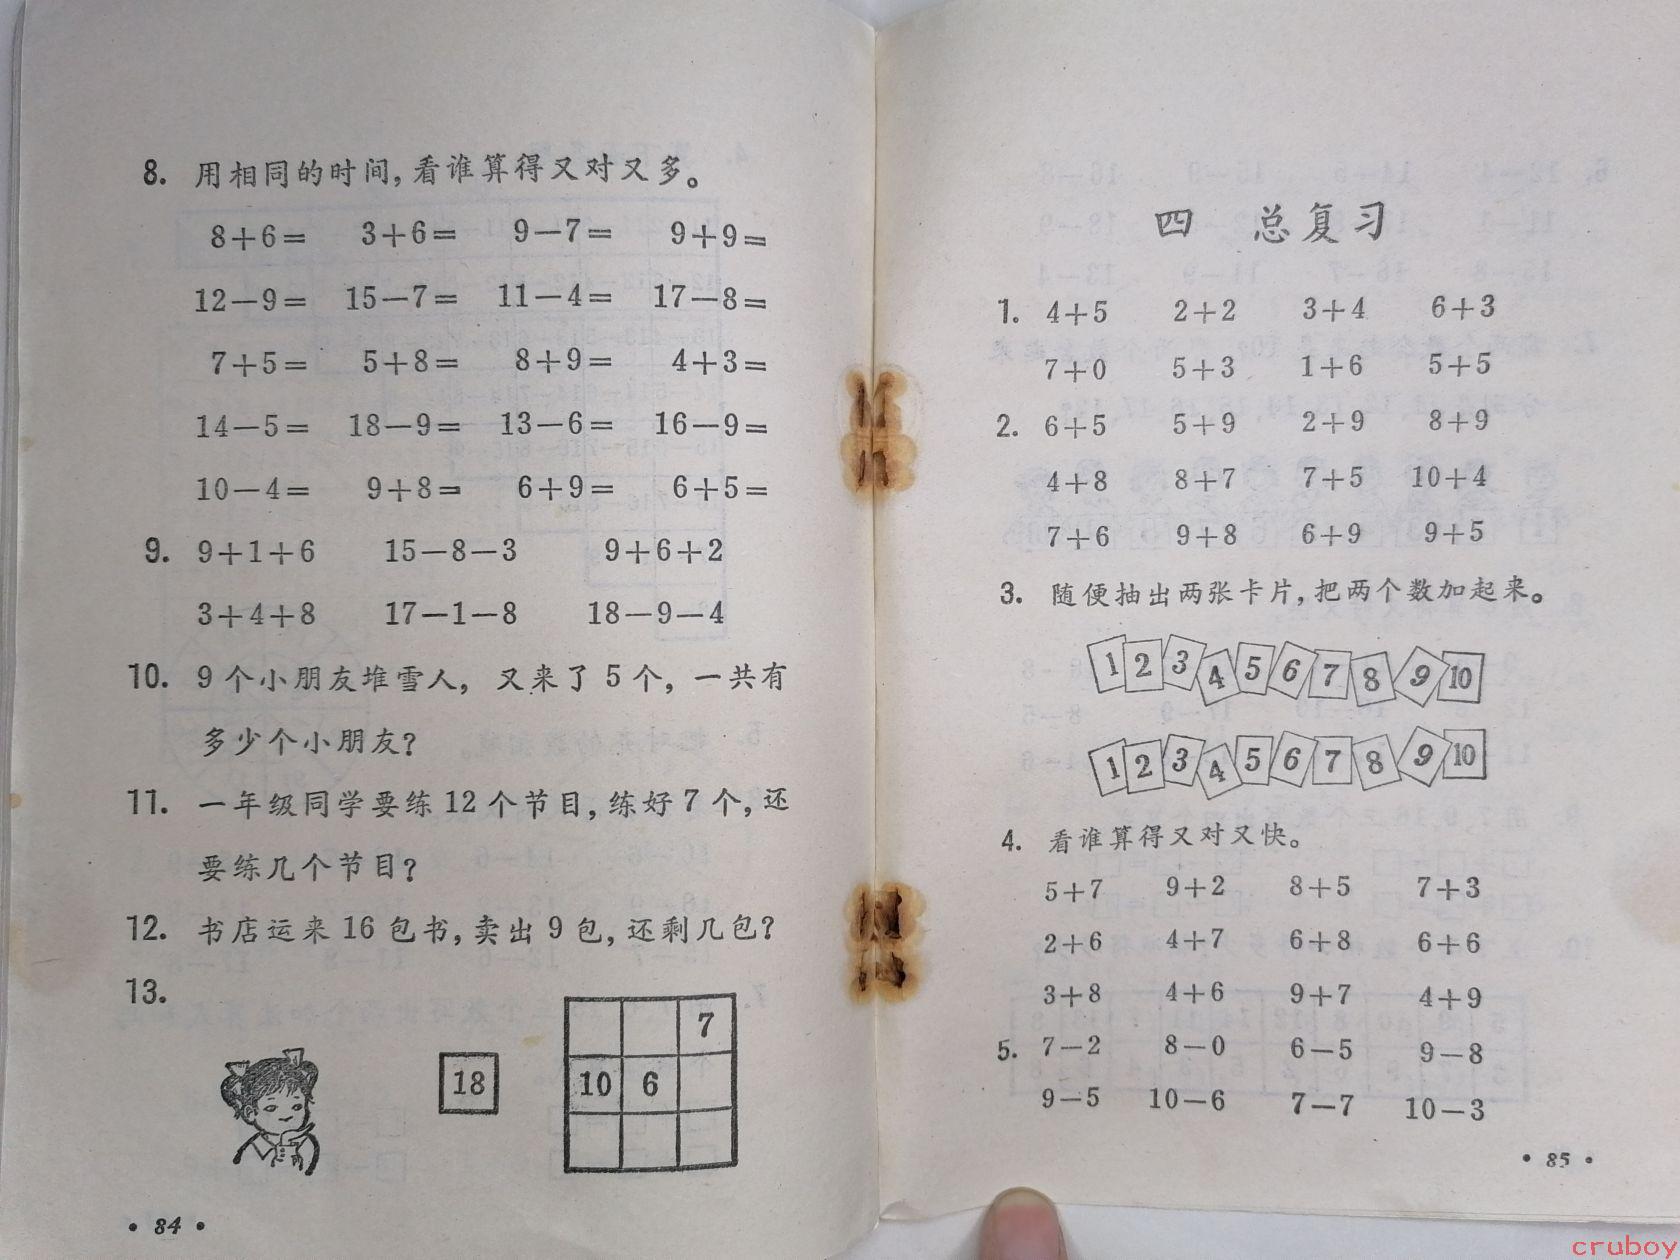 8. 用相同的时间,看谁算得又对又多。
8+6= 3+6= 9－7= 9+9=
12－9= 15－7= 11－4= 17－8=
7+5= 5+8= 8+9= 4+3=
14－5= 18－9= 13－6= 16－9=
10－4= 9+8= 6+9= 6+5=
9. 9+1+6 15－8－3 9+6+2
3+4+8 17－1－8 18－9－4
10. 9个小朋友堆雪人, 又来了5个, 一共有
多少个小朋友?
11. 一年级同学要练12个节目,练好7个,还
要练几个节目?
12. 书店运来16包书,卖出9包,还剩几包?
13.
18
7
10 6
• 84 •
四 总复习
1. 4+5 2+2 3+4 6+3
7+0 5+3 1+6 5+5
2. 6+5 5+9 2+9 8+9
4+8 8+7 7+5 10+4
7+6 9+8 6+9 9+5
3. 随便抽出两张卡片,把两个数加起来。
1 2 3 4 5 6 7 8 9 10
1 2 3 4 5 6 7 8 9 10
4. 看谁算得又对又快。
5+7 9+2 8+5 7+3
2+6 4+7 6+8 6+6
3+8 4+6 9+7 4+9
5. 7－2 8－0 6－5 9－8
9－5 10－6 7－7 10－3
• 85 •
cruboy